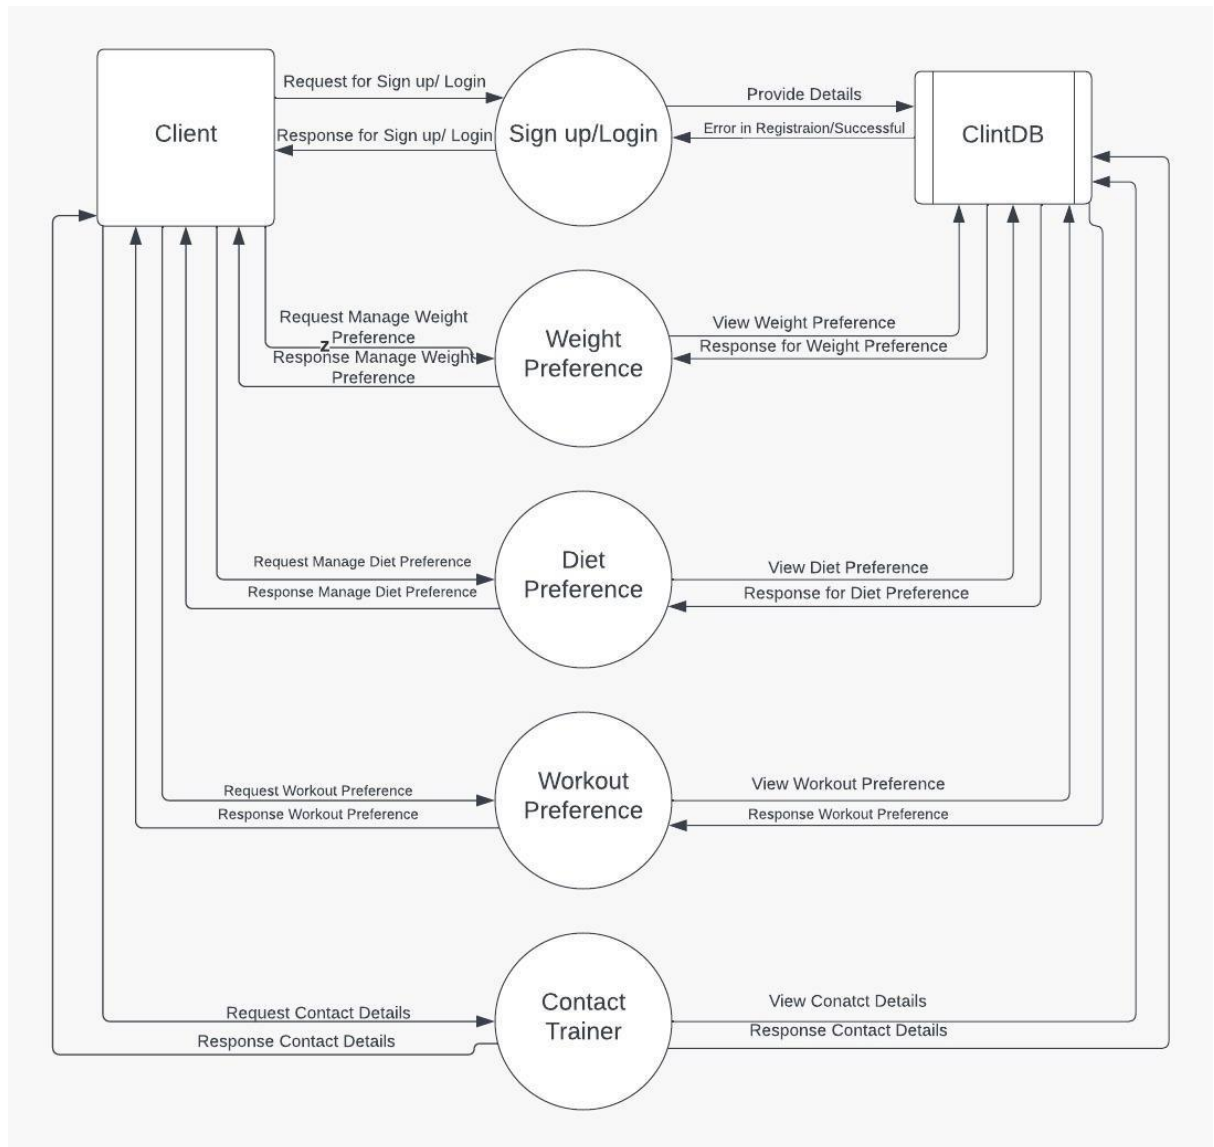 Client
Request for Sign up/ Login
Response for Sign up/ Login
Sign up/Login
Provide Details
Error in Registraion/Successful
ClintDB
Request Manage Weight
Preference
z
Response Manage Weight
Preference
Weight
Preference
View Weight Preference
Response for Weight Preference
Request Manage Diet Preference
Response Manage Diet Preference
Diet
Preference
View Diet Preference
Response for Diet Preference
Request Workout Preference
Response Workout Preference
Workout
Preference
View Workout Preference
Response Workout Preference
Request Contact Details
Response Contact Details
Contact
Trainer
View Conatct Details
Response Contact Details